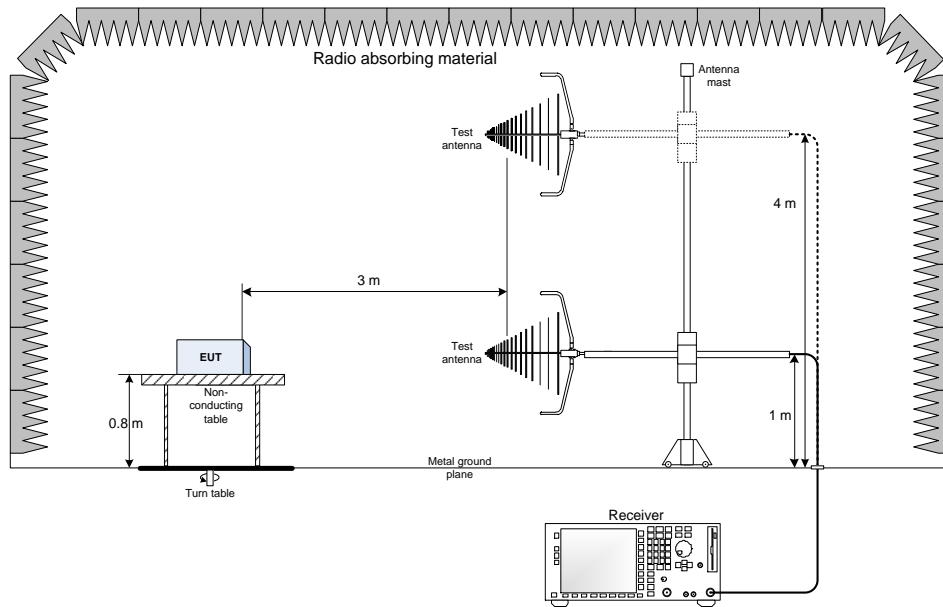 Radio absorbing material
Antenna
mast
Test
antenna
4 m
3 m
Test
antenna
EUT
Non-
conducting
table
0.8 m
1 m
Metal ground
plane
Turn table
Receiver